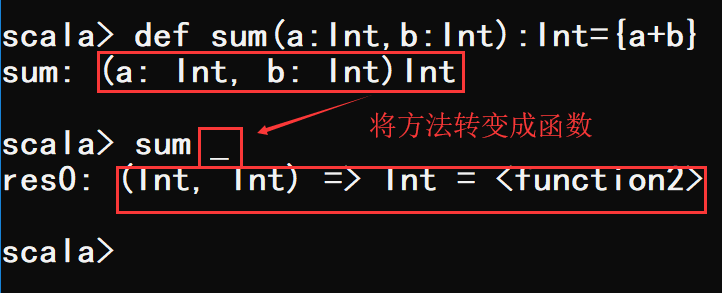 scala> def sum(a:Int,b:Int):Int={a+b}
sum: (a: Int, b: Int)Int
将方法转变成函数
scala> sum _
res0: (Int, Int) => Int = <function2>
scala>